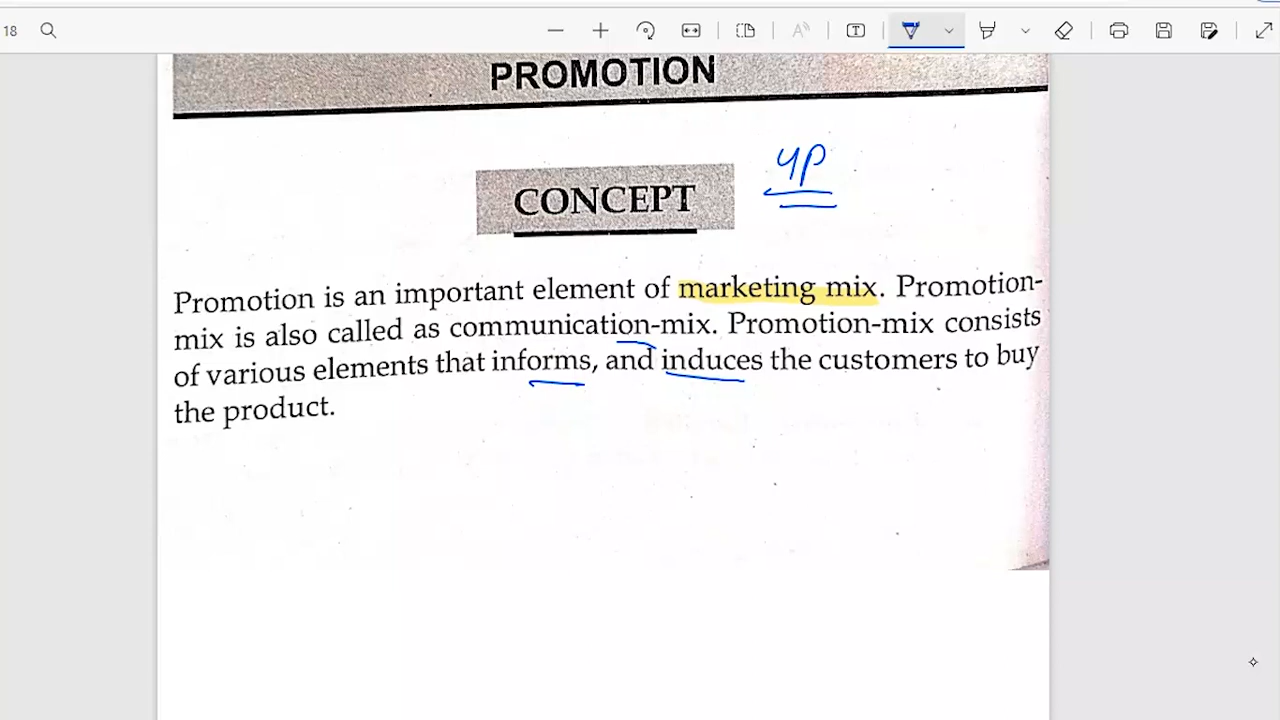 18
PROMOTION
CONCEPT
4P
Promotion is an important element of marketing mix. Promotion-
mix is also called as communication-mix. Promotion-mix consists
of various elements that informs, and induces the customers to buy
the product.